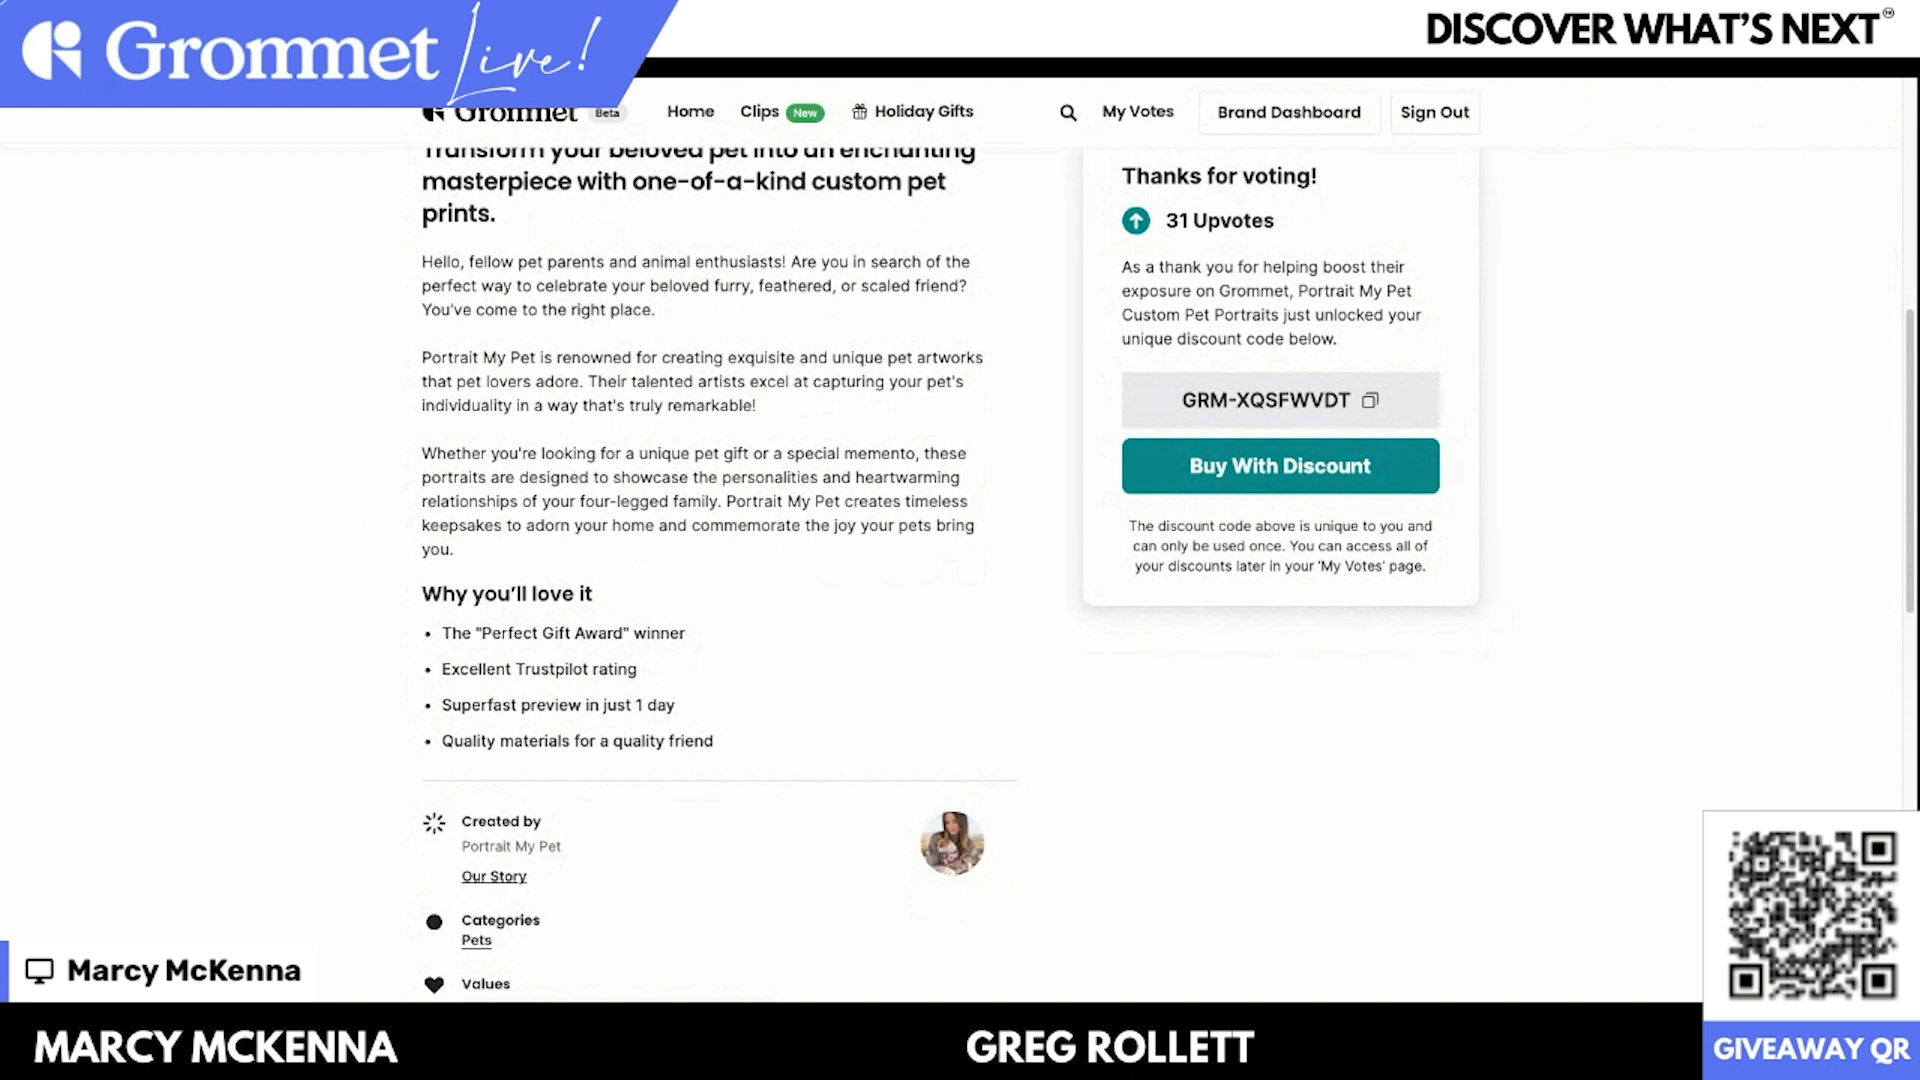 Grommet Live!
DISCOVER WHAT'S NEXT
Grommet Beta
Home
Clips New
Holiday Gifts
My Votes
Brand Dashboard
Sign Out
Transform your beloved pet into an enchanting
masterpiece with one-of-a-kind custom pet
prints.
Hello, fellow pet parents and animal enthusiasts! Are you in search of the
perfect way to celebrate your beloved furry, feathered, or scaled friend?
You've come to the right place.
Portrait My Pet is renowned for creating exquisite and unique pet artworks
that pet lovers adore. Their talented artists excel at capturing your pet's
individuality in a way that's truly remarkable!
Whether you're looking for a unique pet gift or a special memento, these
portraits are designed to showcase the personalities and heartwarming
relationships of your four-legged family. Portrait My Pet creates timeless
keepsakes to adorn your home and commemorate the joy your pets bring
you.
Why you'll love it
• The "Perfect Gift Award" winner
• Excellent Trustpilot rating
• Superfast preview in just 1 day
• Quality materials for a quality friend
Created by
Portrait My Pet
Our Story
Categories
Pets
Values
Thanks for voting!
31 Upvotes
As a thank you for helping boost their
exposure on Grommet, Portrait My Pet
Custom Pet Portraits just unlocked your
unique discount code below.
GRM-XQSFWVDT
Buy With Discount
The discount code above is unique to you and
can only be used once. You can access all of
your discounts later in your 'My Votes' page.
Marcy McKenna
MARCY MCKENNA
GREG ROLLETT
GIVEAWAY QR